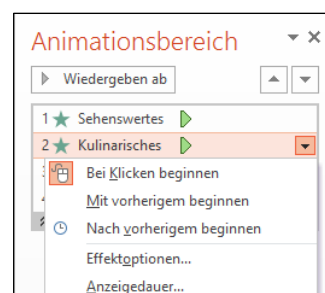 Animationsbereich
Wiedergeben ab
1 Sehenswertes
2 Kulinarisches
Bei Klicken beginnen
Mit vorherigem beginnen
Nach vorherigem beginnen
Effektoptionen...
Anzeigedauer...